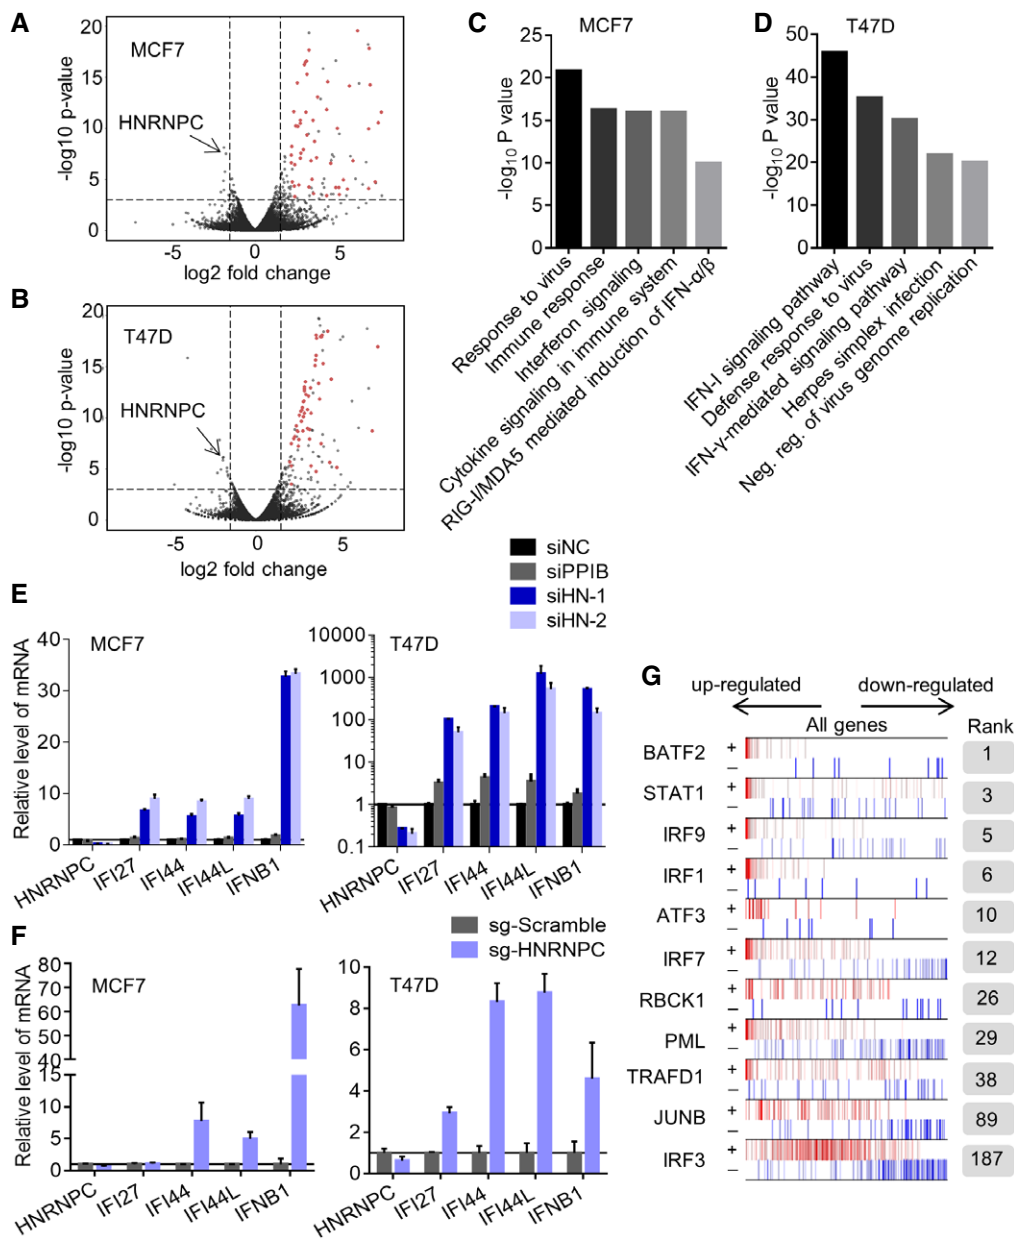 A
20
MCF7
15
HNRNPC
10
5
0
-log10 p-value
-5
0
5
log2 fold change
B
20
T47D
15
HNRNPC
10
5
0
-log10 p-value
-5
0
5
log2 fold change
C
MCF7
25
20
15
10
5
0
-log10 P value
Response to virus
Immune response
Interferon signaling
Cytokine signaling in immune system
RIG-I/MDA5 mediated induction of IFN-α/β
D
T47D
50
40
30
20
10
0
-log10 P value
IFN-I signaling pathway
Defense response to virus
IFN-γ-mediated signaling pathway
Herpes simplex infection
Neg. reg. of virus genome replication
siNC
siPPIB
siHN-1
siHN-2
E
MCF7
40
30
20
10
0
Relative level of mRNA
HNRNPC
IFI27
IFI44
IFI44L
IFNB1
T47D
10000
1000
100
10
1
0.1
HNRNPC
IFI27
IFI44
IFI44L
IFNB1
sg-Scramble
sg-HNRNPC
F
MCF7
80
70
60
50
40
15
10
5
0
Relative level of mRNA
HNRNPC
IFI27
IFI44
IFI44L
IFNB1
T47D
10
8
6
4
2
0
HNRNPC
IFI27
IFI44
IFI44L
IFNB1
G
up-regulated
down-regulated
All genes
Rank
BATF2 + − 1
STAT1 + − 3
IRF9 + − 5
IRF1 + − 6
ATF3 + − 10
IRF7 + − 12
RBCK1 + − 26
PML + − 29
TRAFD1 + − 38
JUNB + − 89
IRF3 + − 187